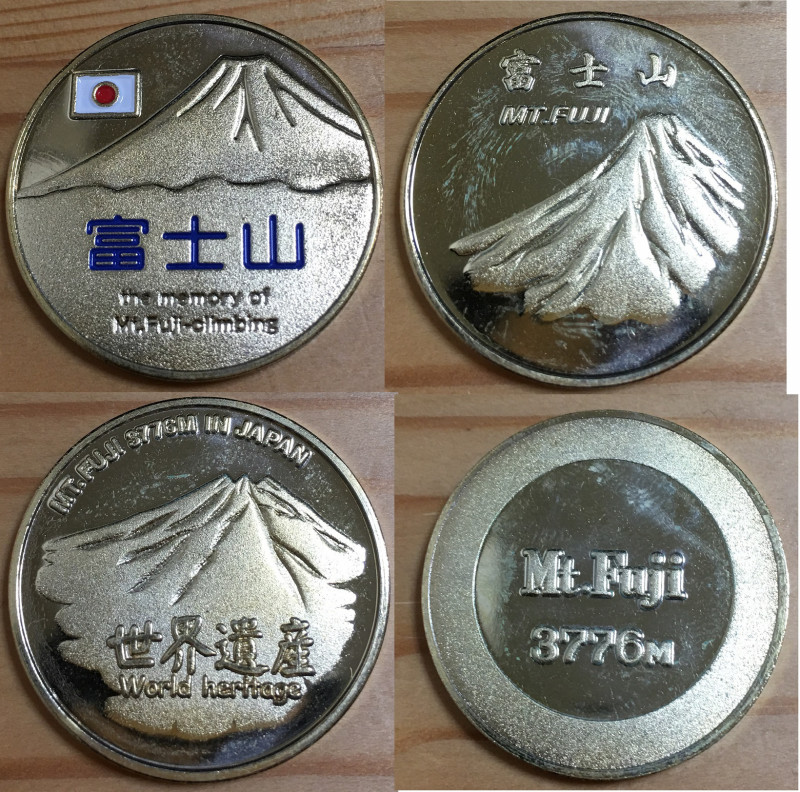 富士山
the memory of
Mt.Fuji-climbing
富士山
MT.FUJI
MT. FUJI 3776M IN JAPAN
世界遺産
World heritage
Mt.Fuji
3776M